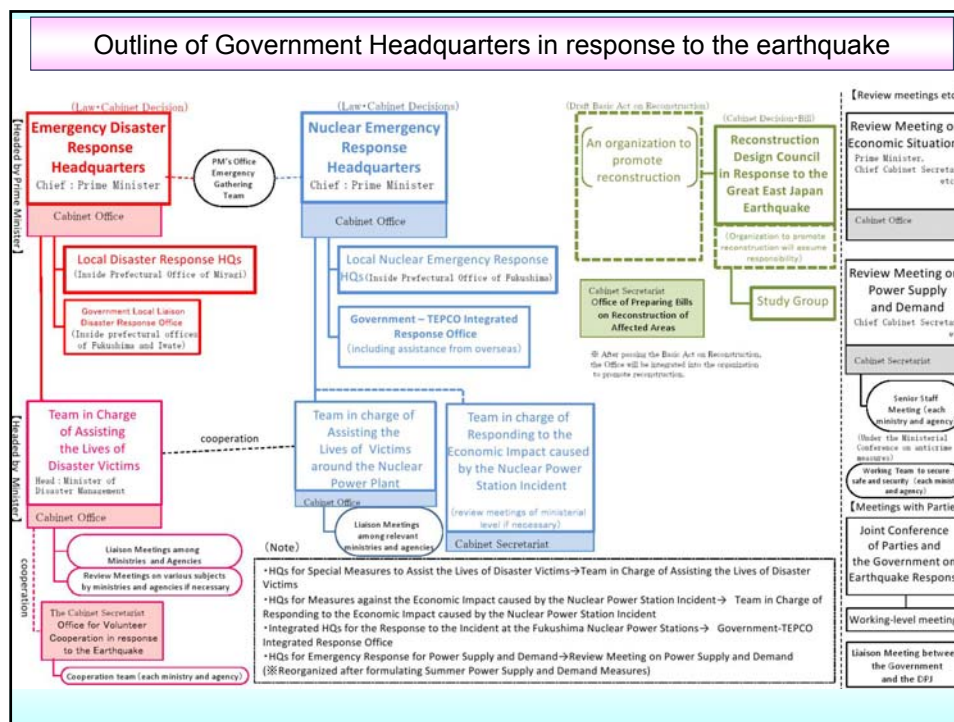 Outline of Government Headquarters in response to the earthquake
【Headed by Prime Minister】
(Law・Cabinet Decision)
Emergency Disaster
Response
Headquarters
Chief：Prime Minister
Cabinet Office
PM's Office
Emergency
Gathering
Team
(Law・Cabinet Decisions)
Nuclear Emergency
Response
Headquarters
Chief：Prime Minister
Cabinet Office
Local Disaster Response HQs
(Inside Prefectural Office of Miyagi)
Government Local Liaison
Disaster Response Office
(Inside prefectural offices
of Fukushima and Iwate)
Local Nuclear Emergency Response
HQs(Inside Prefectural Office of Fukushima)
Government – TEPCO Integrated
Response Office
(including assistance from overseas)
(Draft Basic Act on Reconstruction)
An organization to
promote
reconstruction
(Cabinet Decision・Bill)
Reconstruction
Design Council
in Response to the
Great East Japan
Earthquake
(Organization to promote
reconstruction will assume
responsibility)
Study Group
Cabinet Secretariat
Office of Preparing Bills
on Reconstruction of
Affected Areas
※ After passing the Basic Act on Reconstruction,
the Office will be integrated into the organization
to promote reconstruction.
【Headed by Minister】
Team in Charge
of Assisting
the Lives of
Disaster Victims
Head：Minister of
Disaster Management
Cabinet Office
cooperation
Team in charge of
Assisting the
Lives of Victims
around the Nuclear
Power Plant
Cabinet Office
Liaison Meetings
among relevant
ministries and agencies
Team in charge of
Responding to the
Economic Impact caused
by the Nuclear Power
Station Incident
(review meetings of ministerial
level if necessary)
Cabinet Secretariat
Liaison Meetings among
Ministries and Agencies
Review Meetings on various subjects
by ministries and agencies if necessary
cooperation
The Cabinet Secretariat
Office for Volunteer
Cooperation in response
to the Earthquake
Cooperation team (each ministry and agency)
(Note)
・HQs for Special Measures to Assist the Lives of Disaster Victims→Team in Charge of Assisting the Lives of Disaster
Victims
・HQs for Measures against the Economic Impact caused by the Nuclear Power Station Incident→ Team in Charge of
Responding to the Economic Impact caused by the Nuclear Power Station Incident
・Integrated HQs for the Response to the Incident at the Fukushima Nuclear Power Stations→ Government-TEPCO
Integrated Response Office
・HQs for Emergency Response for Power Supply and Demand→Review Meeting on Power Supply and Demand
(※Reorganized after formulating Summer Power Supply and Demand Measures)
【Review meetings etc
Review Meeting o
Economic Situation
Prime Minister,
Chief Cabinet Secreta
etc
Cabinet Office
Review Meeting on
Power Supply
and Demand
Chief Cabinet Secreta
e
Cabinet Secretariat
Senior Staff
Meeting (each
ministry and agency)
(Under the Ministerial
Conference on anticrime
measures)
Working Team to secure
safe and security (each minist
and agency)
【Meetings with Partie
Joint Conference
of Parties and
the Government on
Earthquake Respons
Working-level meeting
Liaison Meeting between
the Government
and the DPJ